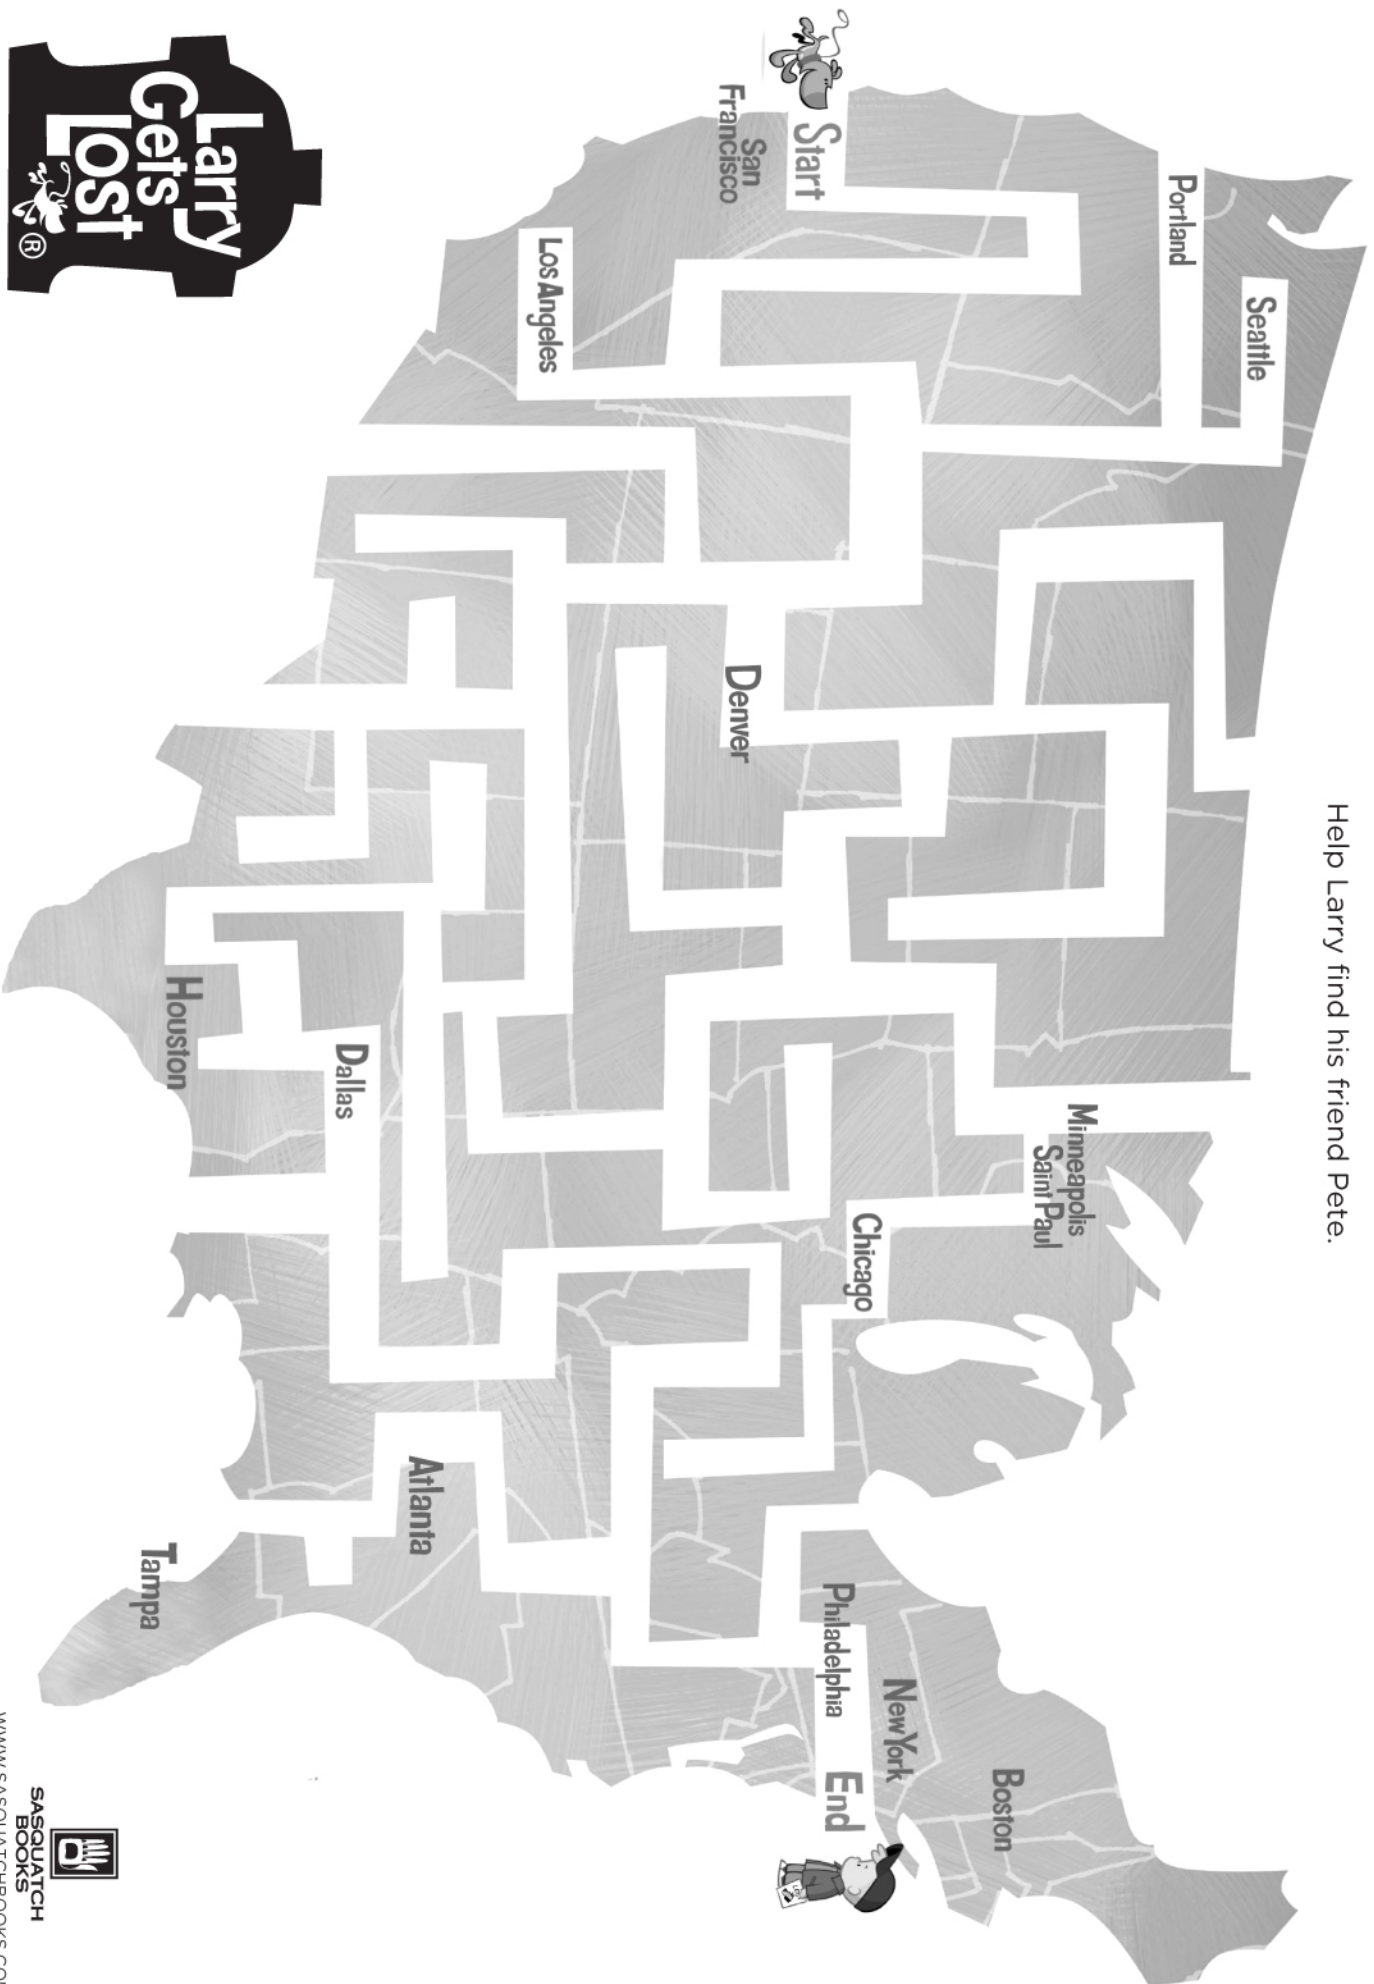 Help Larry find his friend Pete.
Seattle
Portland
Start
San
Francisco
Los Angeles
Denver
Minneapolis
Saint Paul
Chicago
Dallas
Houston
Atlanta
Tampa
Philadelphia
New York
Boston
End
Larry
Gets
Lost
®
SASQUATCH
BOOKS